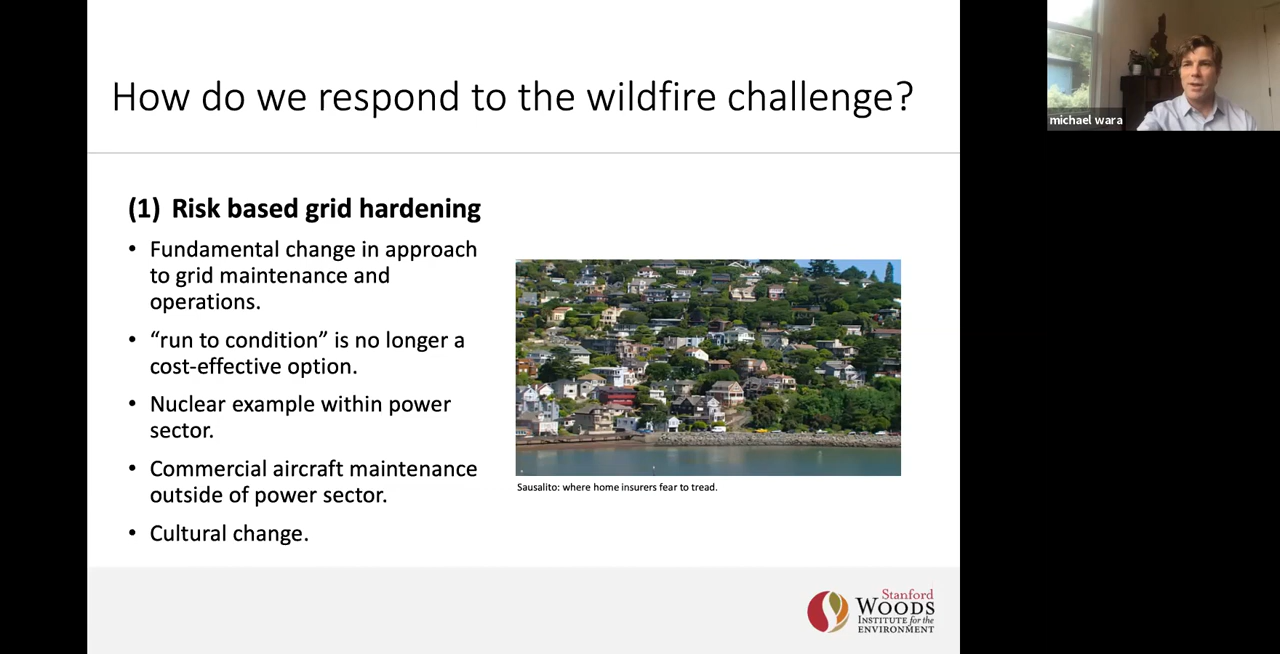 How do we respond to the wildfire challenge?
michael wara
(1) Risk based grid hardening
• Fundamental change in approach
to grid maintenance and
operations.
• “run to condition” is no longer a
cost-effective option.
• Nuclear example within power
sector.
• Commercial aircraft maintenance
outside of power sector.
• Cultural change.
Sausalito: where home insurers fear to tread.
Stanford
WOODS
INSTITUTE for the
ENVIRONMENT